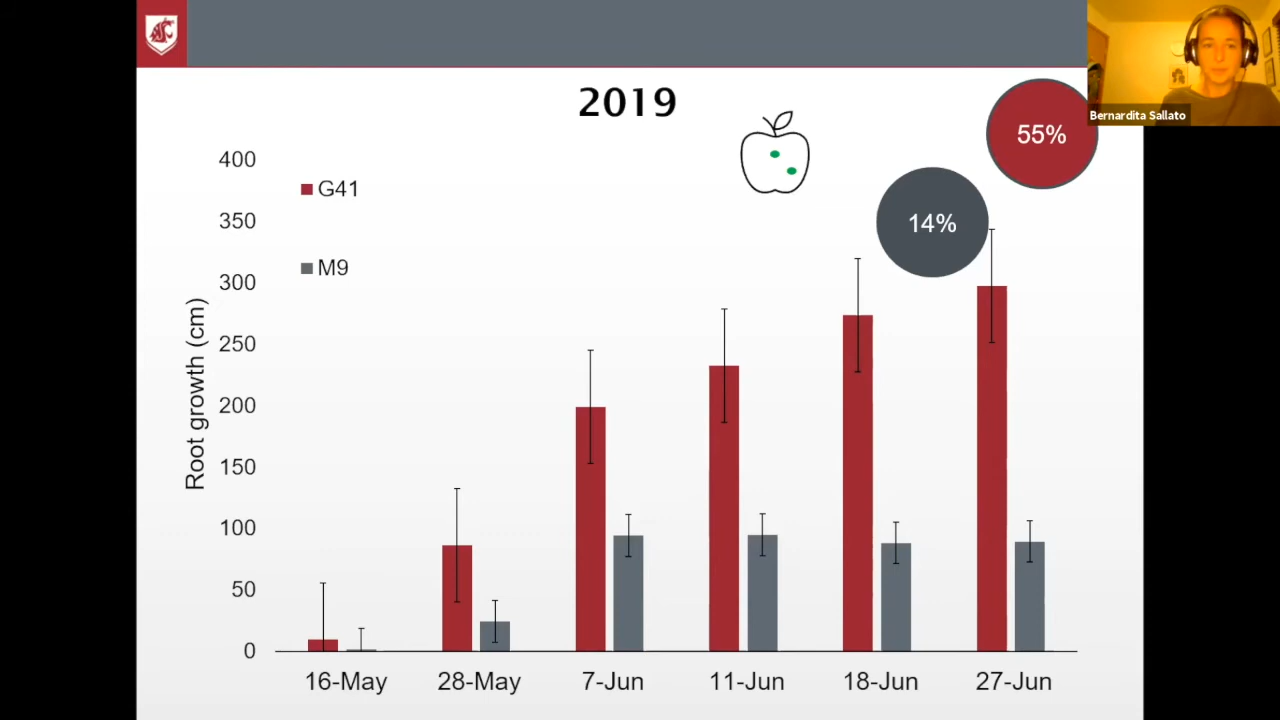 2019
55%
Bernardita Sallato
14%
G41
M9
Root growth (cm)
400
350
300
250
200
150
100
50
0
16-May 28-May 7-Jun 11-Jun 18-Jun 27-Jun